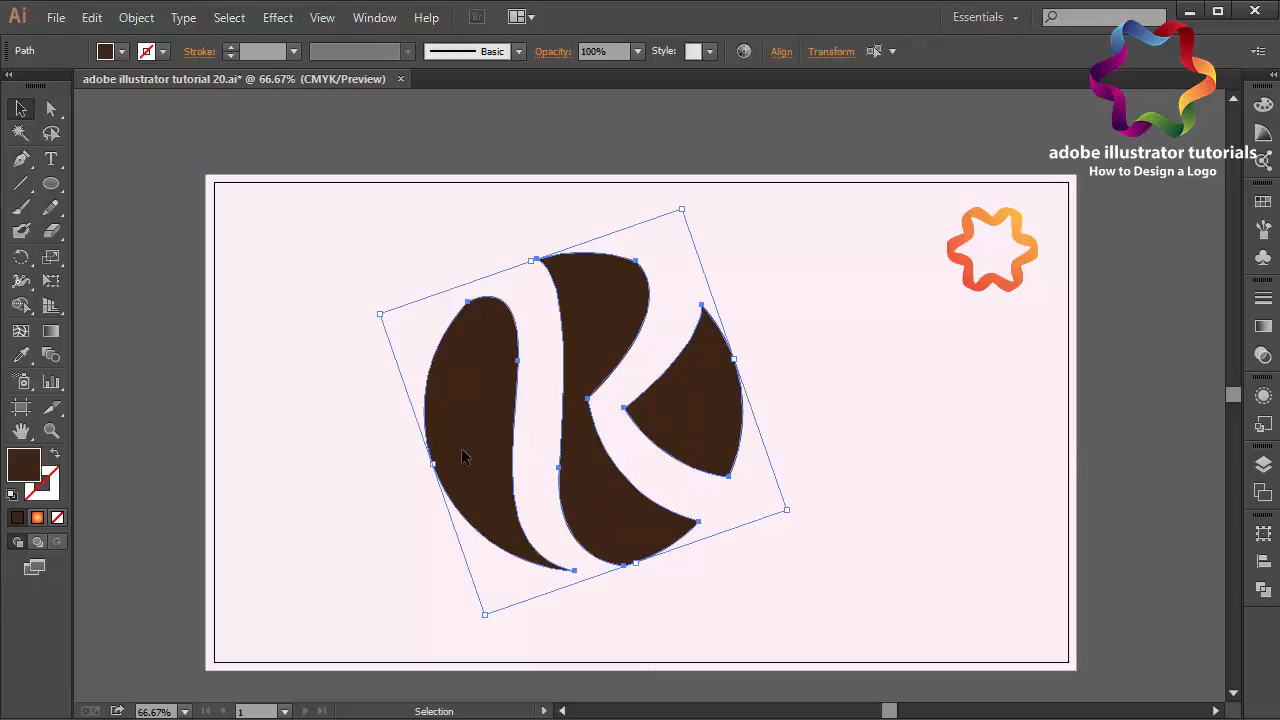 Ai File Edit Object Type Select Effect View Window Help Br Essentials
Path Stroke: Basic Opacity: 100% Style: Align Transform
adobe illustrator tutorial 20.ai* @ 66.67% (CMYK/Preview) ×
adobe illustrator tutorials
How to Design a Logo
T
66.67% 1 Selection